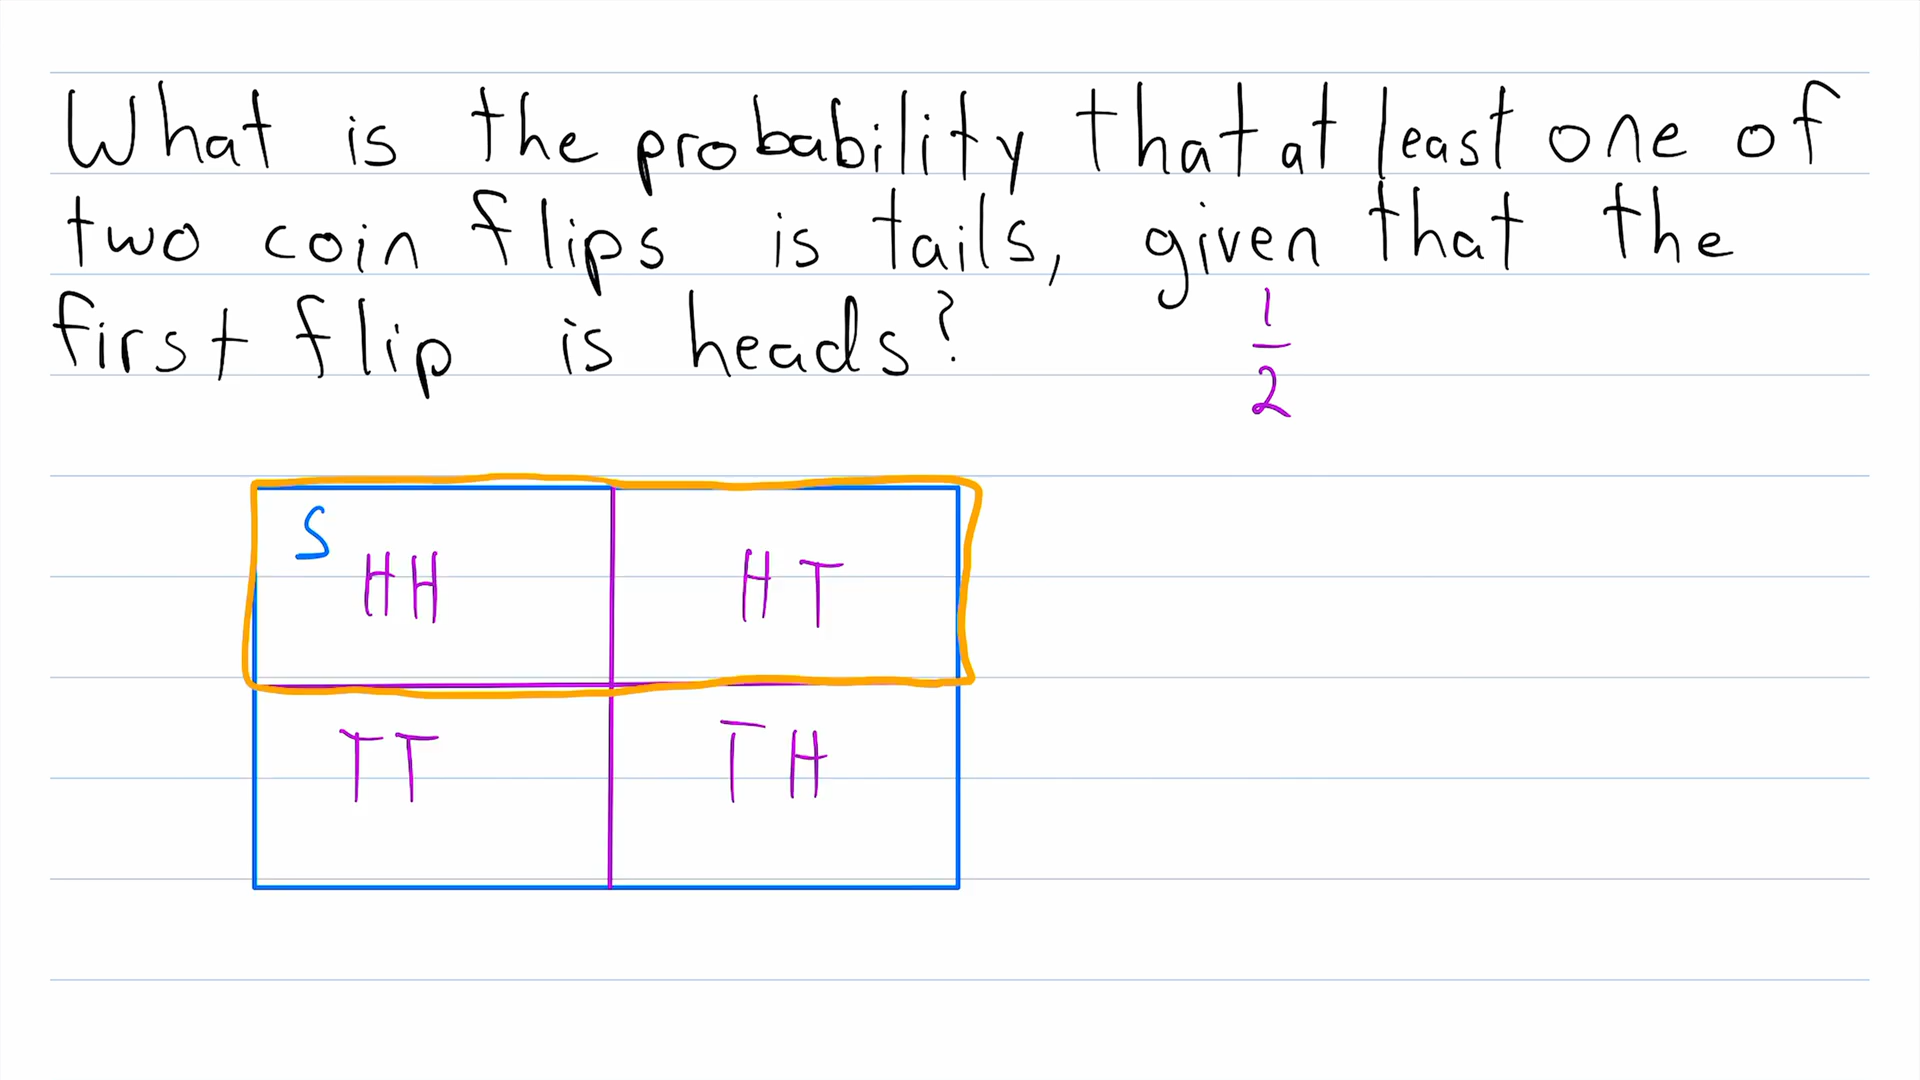 What is the probability that at least one of
two coin flips is tails, given that the
first flip is heads?
1
2
S
HH
HT
TT
TH